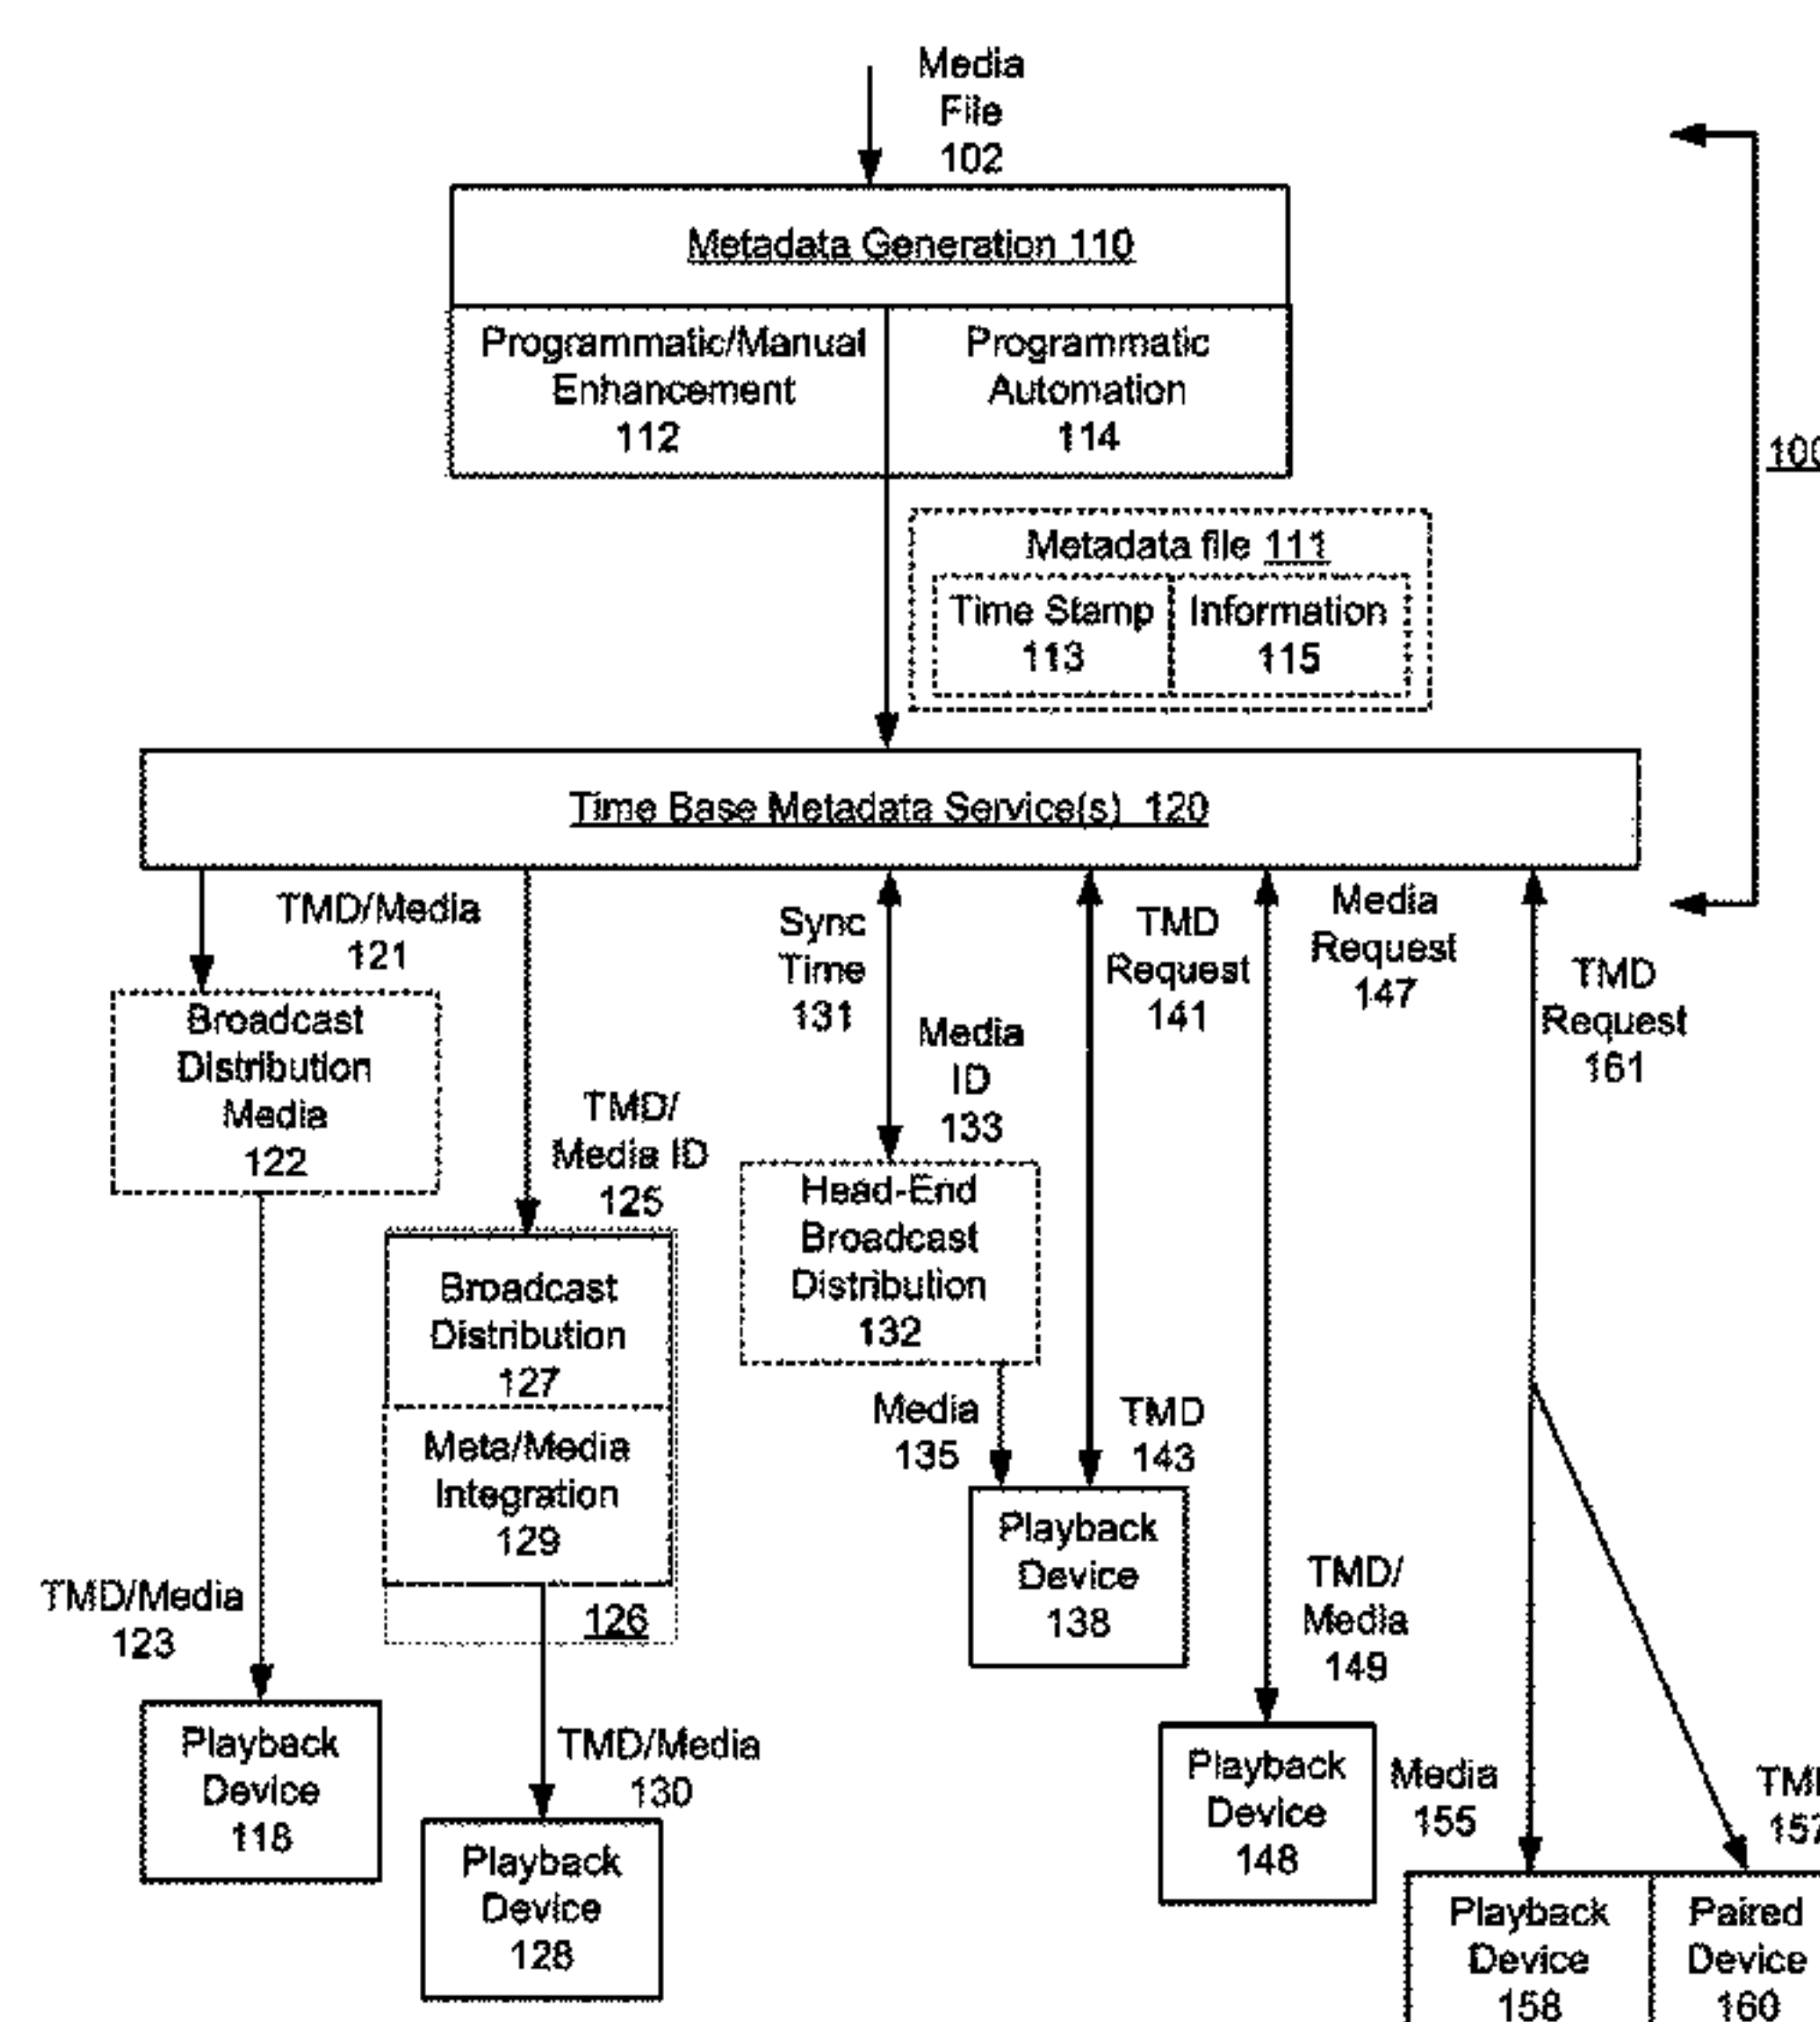 Media
File
102
Metadata Generation 110
Programmatic/Manual
Enhancement
112
Programmatic
Automation
114
100
Metadata file 111
Time Stamp
113
Information
115
Time Base Metadata Service(s) 120
TMD/Media
121
Sync
Time
131
TMD
Request
141
Media
Request
147
TMD
Request
161
Broadcast
Distribution
Media
122
Media
ID
133
TMD/
Media ID
125
Head-End
Broadcast
Distribution
132
Broadcast
Distribution
127
Meta/Media
Integration
129
126
Media
135
TMD
143
Playback
Device
138
TMD/Media
123
TMD/
Media
149
Playback
Device
118
TMD/Media
130
Playback
Device
128
Playback
Device
148
Media
155
157
Playback
Device
158
Paired
Device
160